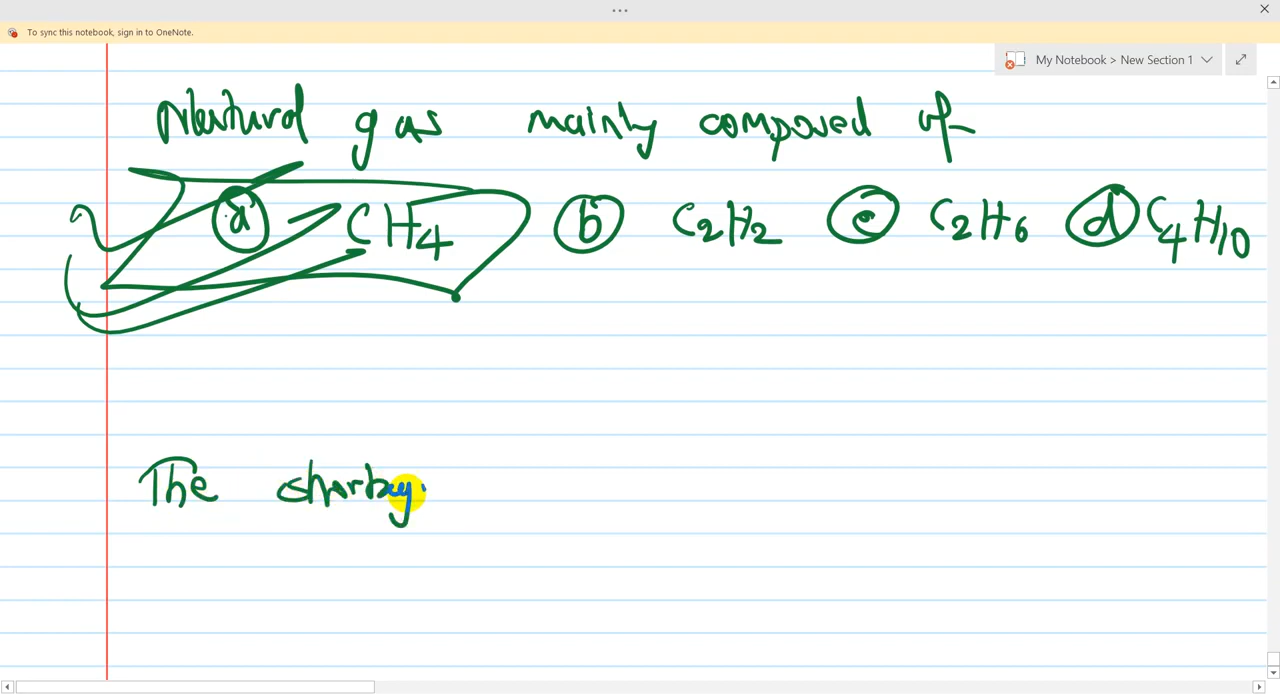 To sync this notebook, sign in to OneNote.
My Notebook > New Section 1
Natural gas mainly composed of
a CH4 b C2H2 c C2H6 d C4H10
The